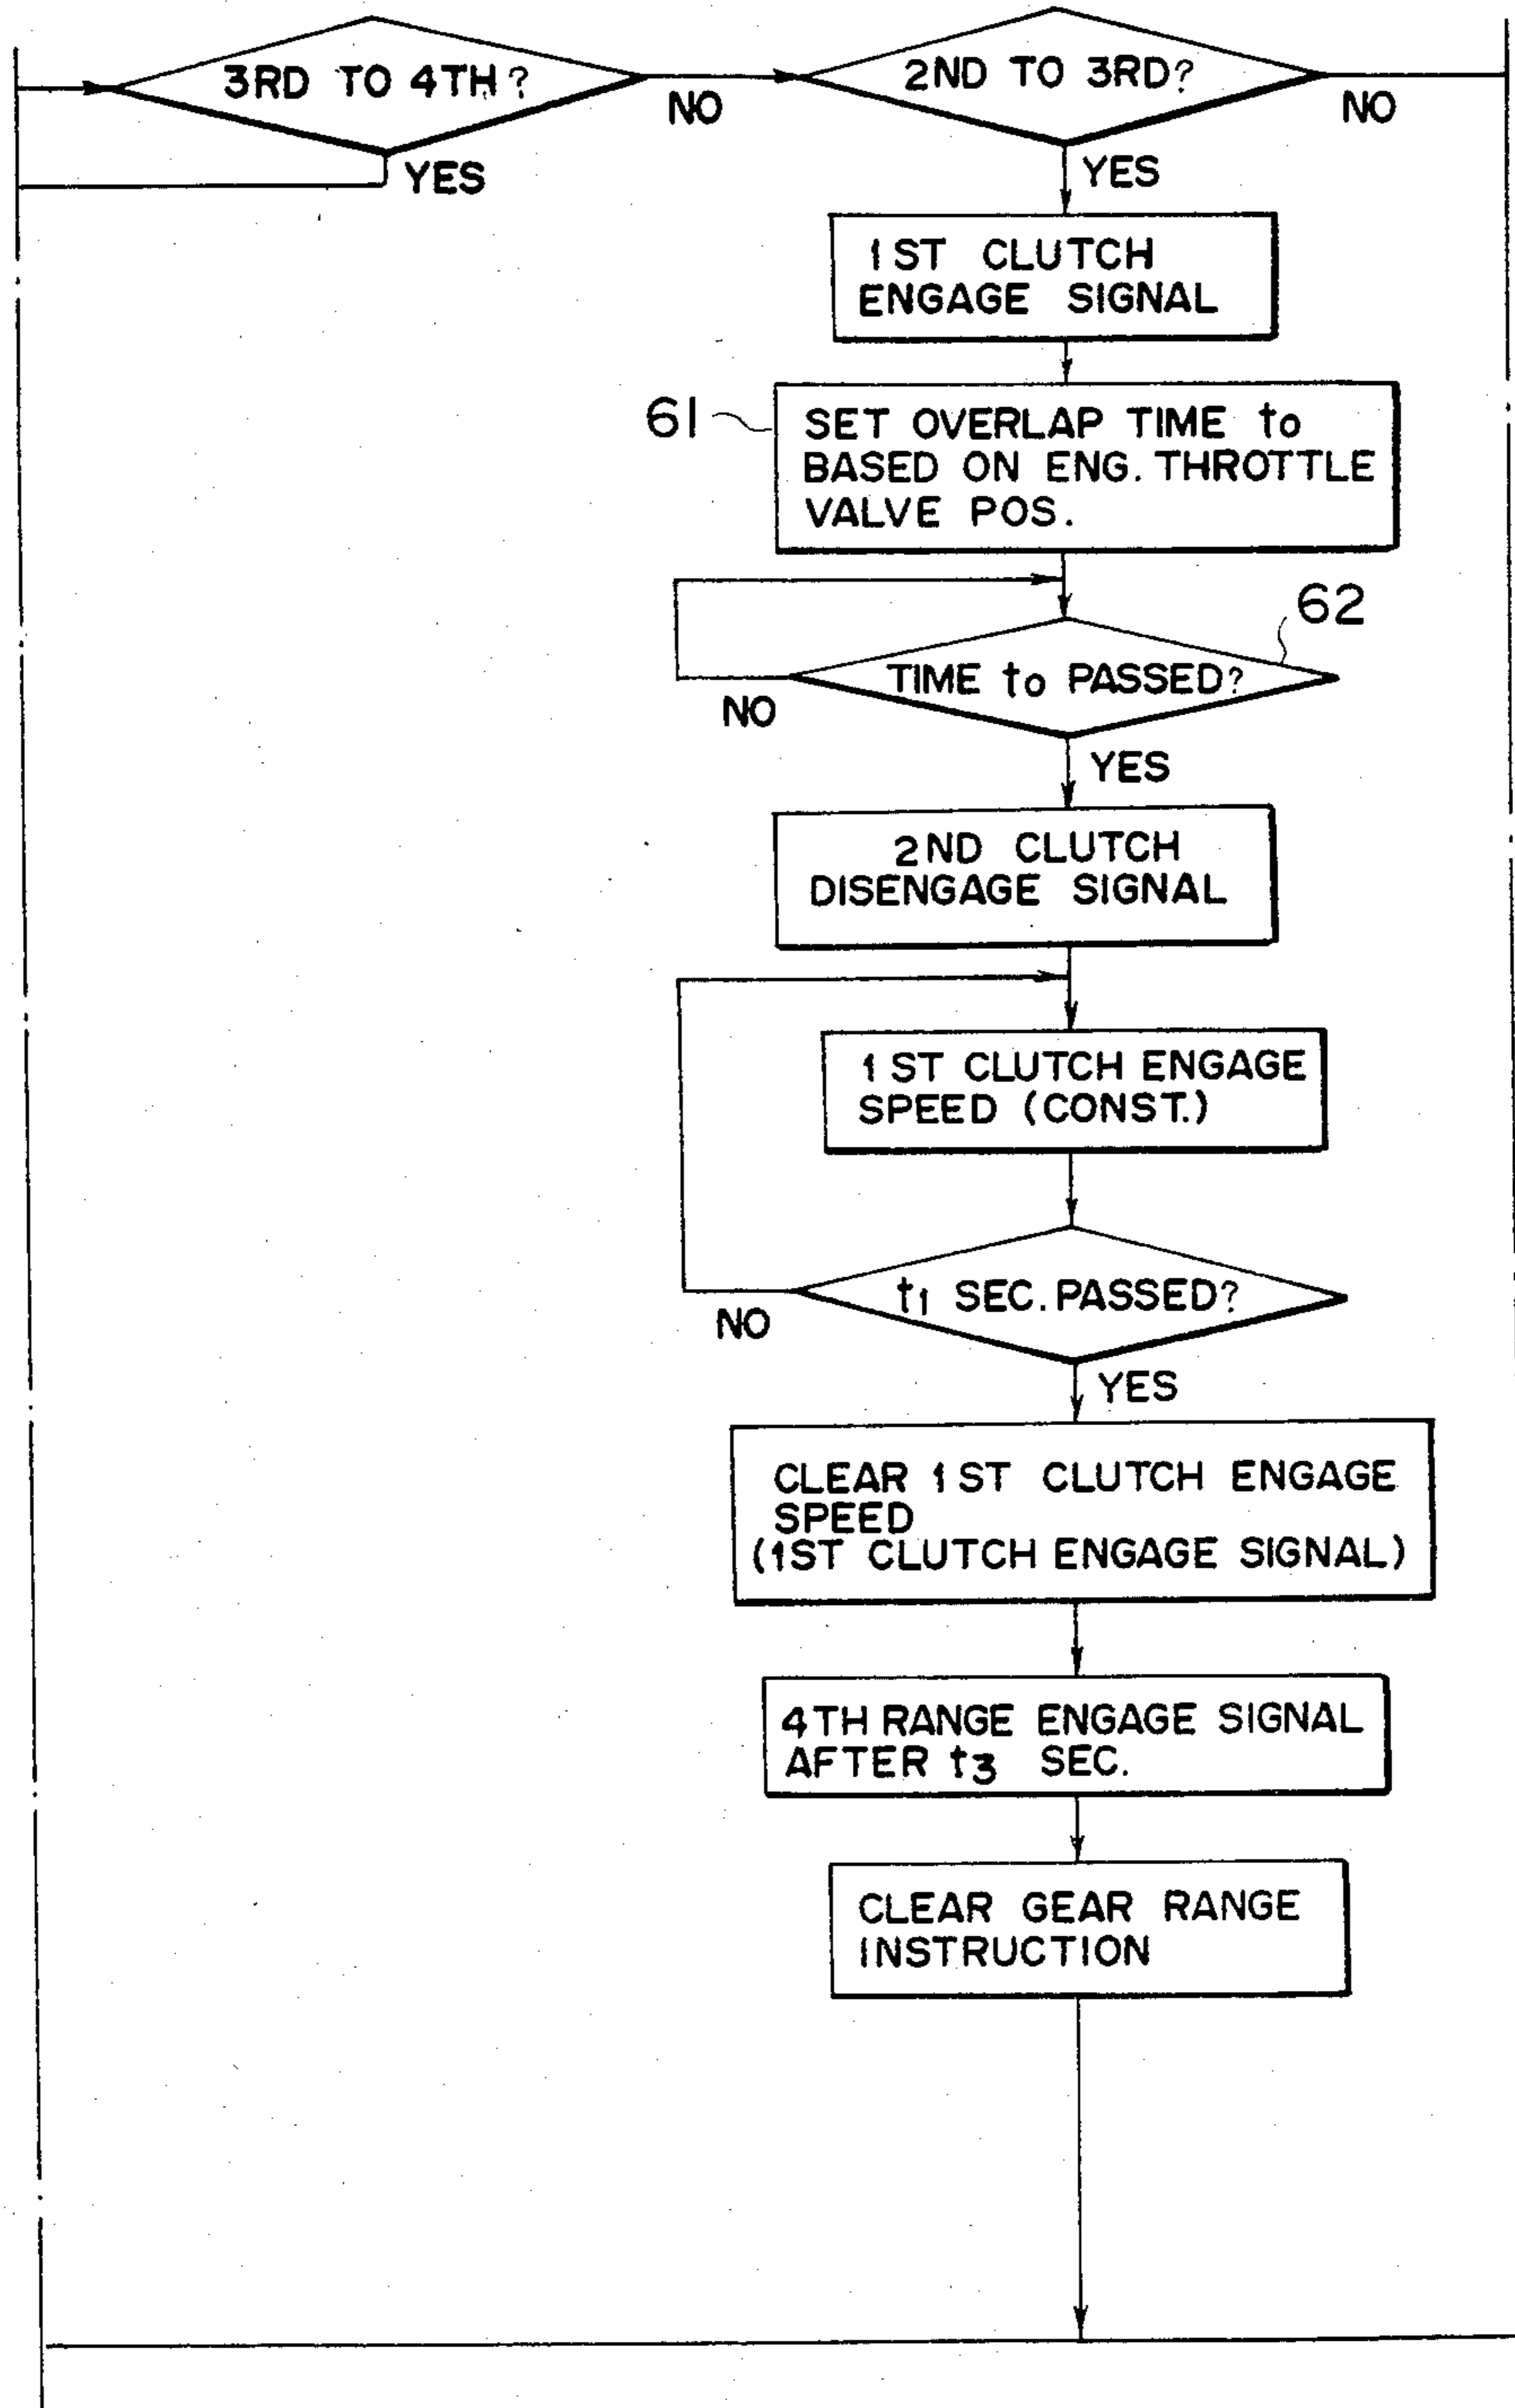 3RD TO 4TH?
NO
YES
2ND TO 3RD?
NO
YES
1ST CLUTCH
ENGAGE SIGNAL
61
SET OVERLAP TIME to
BASED ON ENG. THROTTLE
VALVE POS.
62
TIME to PASSED?
NO
YES
2ND CLUTCH
DISENGAGE SIGNAL
1ST CLUTCH ENGAGE
SPEED (CONST.)
t1 SEC. PASSED?
NO
YES
CLEAR 1ST CLUTCH ENGAGE
SPEED
(1ST CLUTCH ENGAGE SIGNAL)
4TH RANGE ENGAGE SIGNAL
AFTER t3 SEC.
CLEAR GEAR RANGE
INSTRUCTION